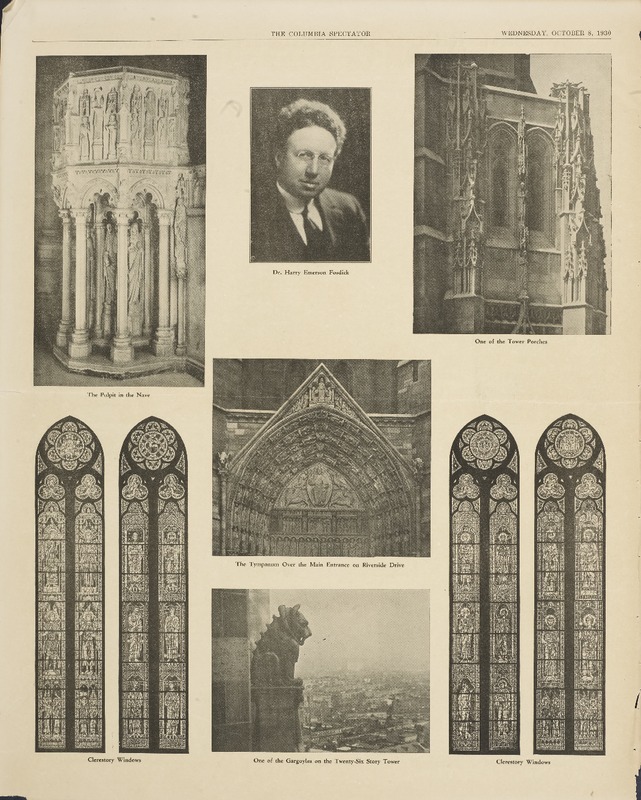 THE COLUMBIA SPECTATOR
WEDNESDAY, OCTOBER 8, 1930
Dr. Harry Emerson Fosdick
One of the Tower Porches
The Pulpit in the Nave
The Tympanum Over the Main Entrance on Riverside Drive
Clerestory Windows
One of the Gargoyles on the Twenty-Six Story Tower
Clerestory Windows